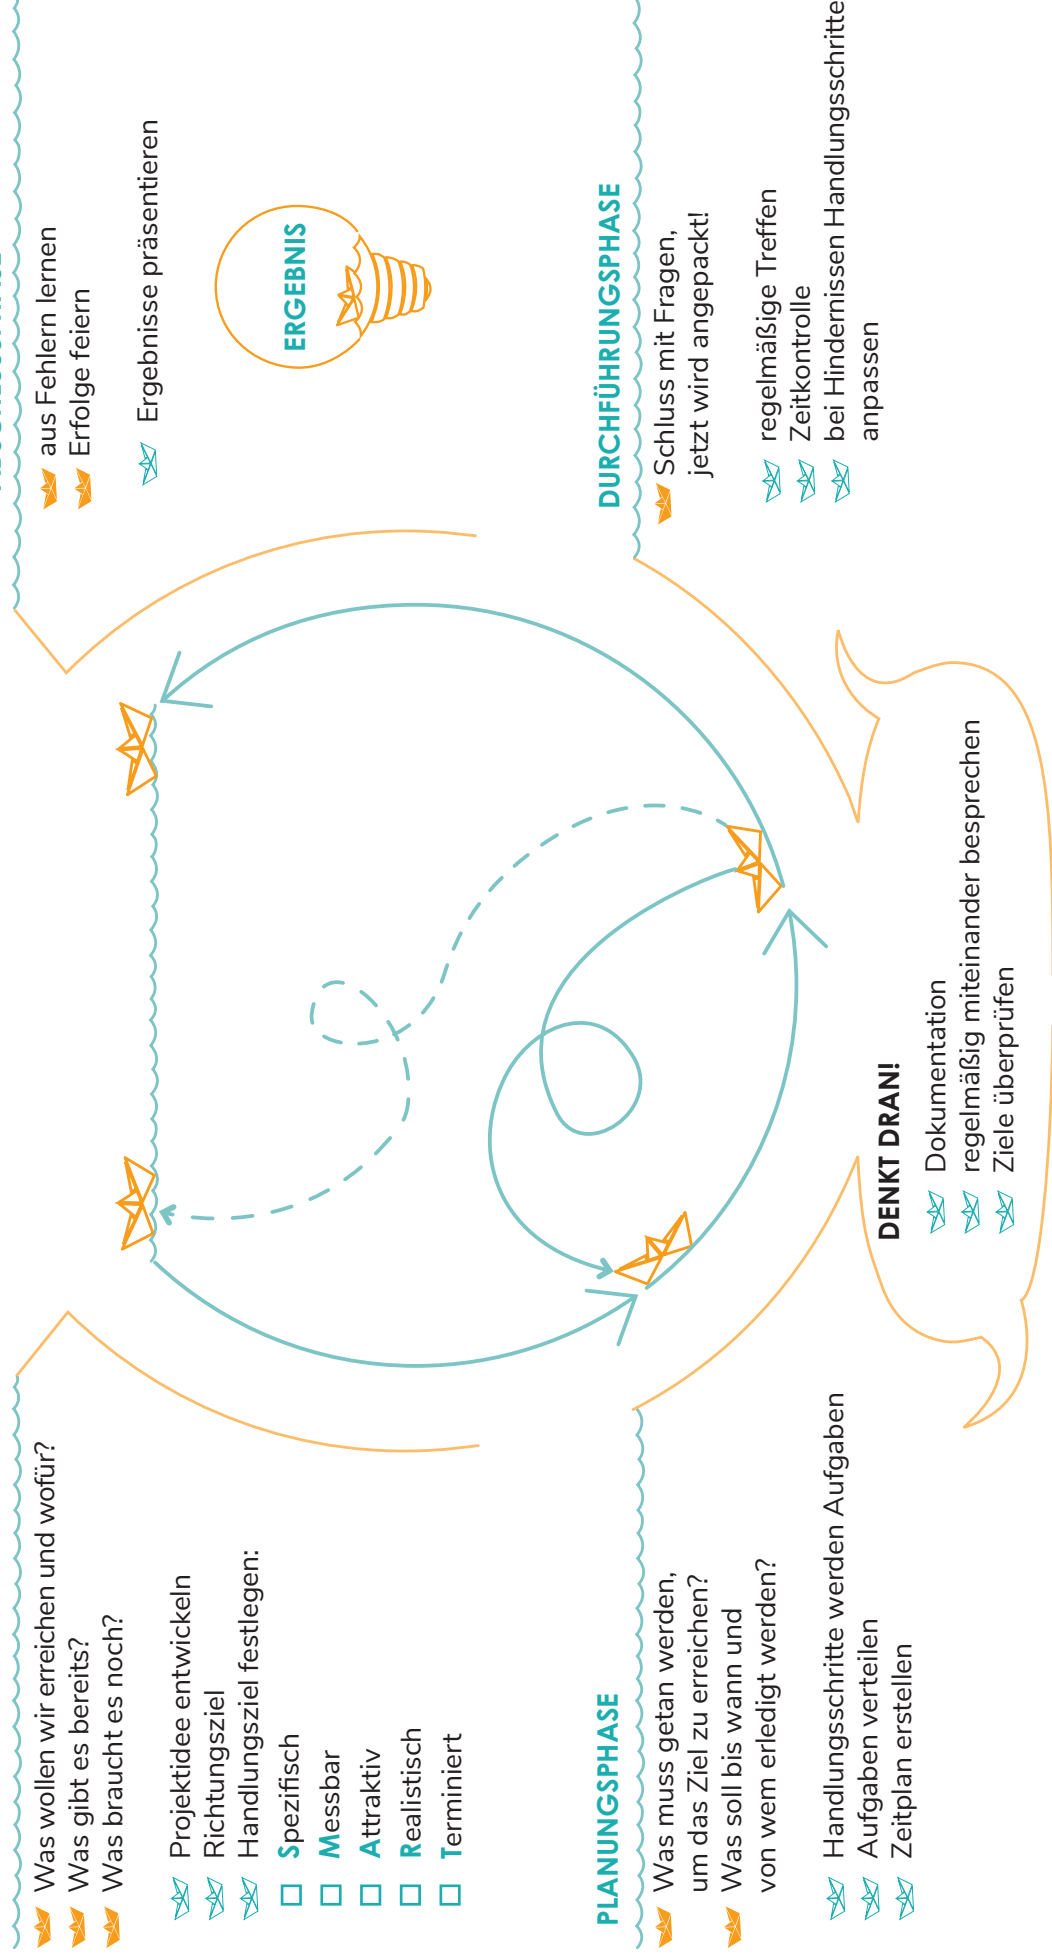 Was wollen wir erreichen und wofür?
Was gibt es bereits?
Was braucht es noch?
Projektidee entwickeln
Richtungsziel
Handlungsziel festlegen:
Spezifisch
Messbar
Attraktiv
Realistisch
Terminiert
PLANUNGSPHASE
Was muss getan werden,
um das Ziel zu erreichen?
Was soll bis wann und
von wem erledigt werden?
Handlungsschritte werden Aufgaben
Aufgaben verteilen
Zeitplan erstellen
DENKT DRAN!
Dokumentation
regelmäßig miteinander besprechen
Ziele überprüfen
aus Fehlern lernen
Erfolge feiern
Ergebnisse präsentieren
ERGEBNIS
DURCHFÜHRUNGSPHASE
Schluss mit Fragen,
jetzt wird angepackt!
regelmäßige Treffen
Zeitkontrolle
bei Hindernissen Handlungsschritte
anpassen